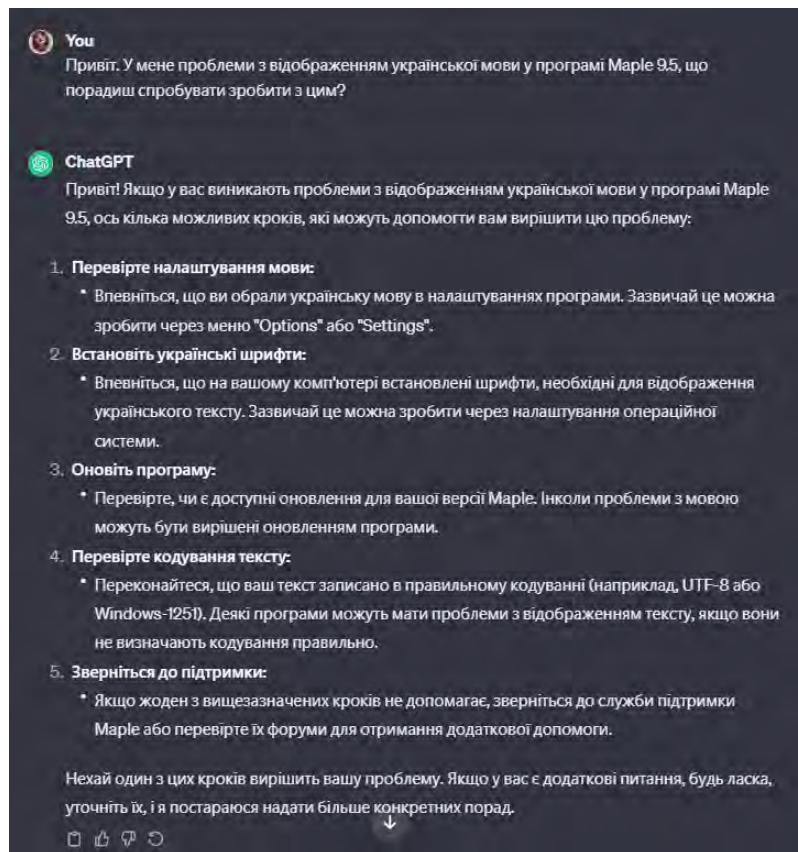 You
Привіт. У мене проблеми з відображенням української мови у програмі Maple 9.5, що
порадиш спробувати зробити з цим?
ChatGPT
Привіт! Якщо у вас виникають проблеми з відображенням української мови у програмі Maple
9.5, ось кілька можливих кроків, які можуть допомогти вам вирішити цю проблему:
1. Перевірте налаштування мови:
• Впевніться, що ви обрали українську мову в налаштуваннях програми. Зазвичай це можна
зробити через меню "Options" або "Settings".
2. Встановіть українські шрифти:
• Впевніться, що на вашому комп'ютері встановлені шрифти, необхідні для відображення
українського тексту. Зазвичай це можна зробити через налаштування операційної
системи.
3. Оновіть програму:
• Перевірте, чи є доступні оновлення для вашої версії Maple. Інколи проблеми з мовою
можуть бути вирішені оновленням програми.
4. Перевірте кодування тексту:
• Переконайтеся, що ваш текст записано в правильному кодуванні (наприклад, UTF-8 або
Windows-1251). Деякі програми можуть мати проблеми з відображенням тексту, якщо вони
не визначають кодування правильно.
5. Зверніться до підтримки:
• Якщо жоден з вищезазначених кроків не допомагає, зверніться до служби підтримки
Maple або перевірте їх форуми для отримання додаткової допомоги.
Нехай один з цих кроків вирішить вашу проблему. Якщо у вас є додаткові питання, будь ласка,
уточніть їх, і я постараюся надати більше конкретних порад.